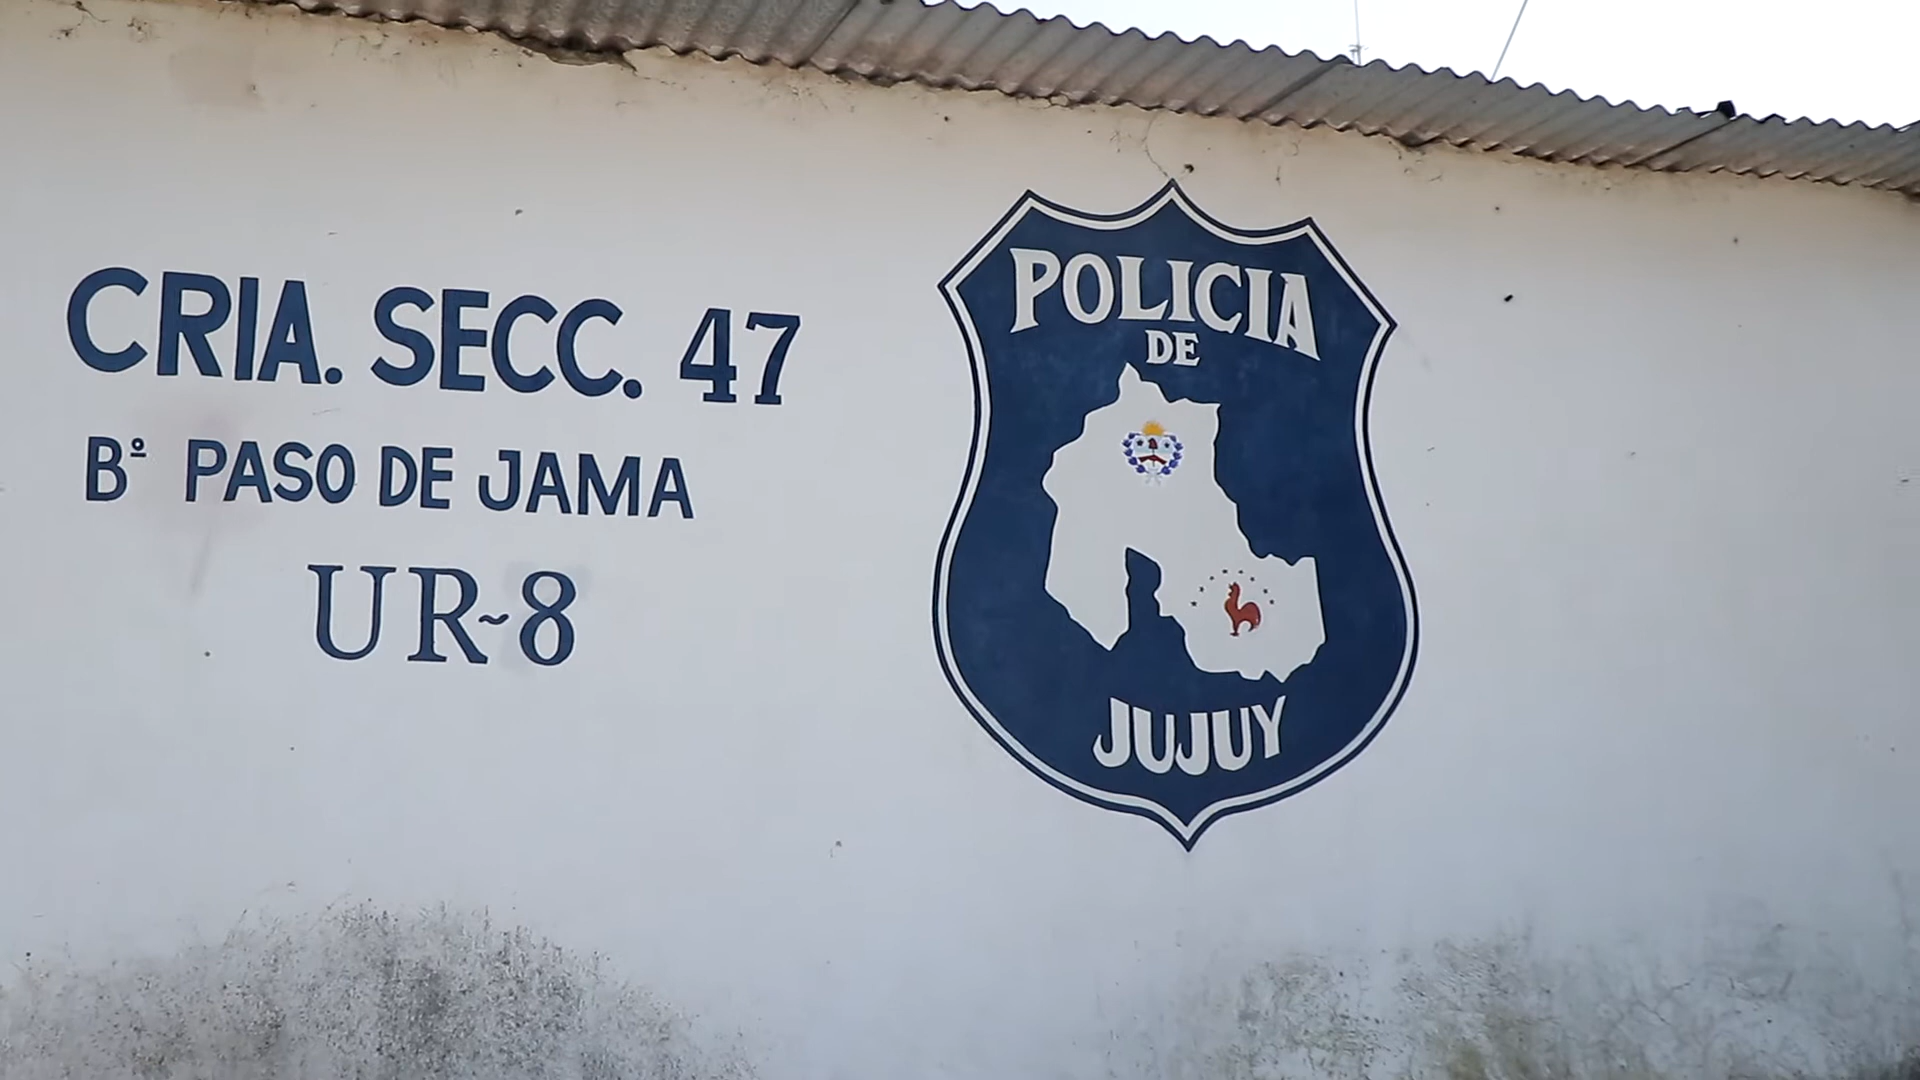 CRIA. SECC. 47
Bº PASO DE JAMA
UR~8
POLICIA
DE
JUJUY